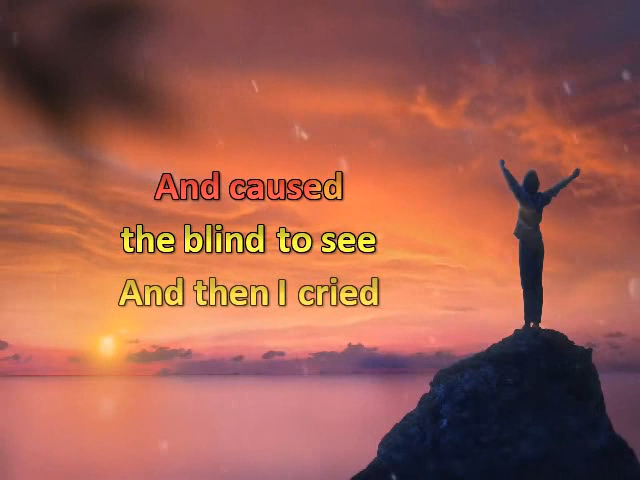 And caused
the blind to see
And then I cried